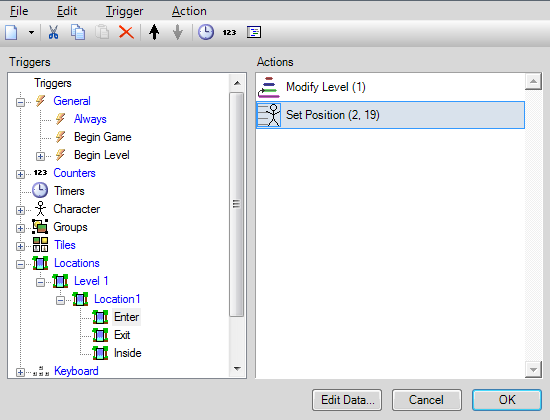 File Edit Trigger Action
123
Triggers Actions
Triggers
General
Always
Begin Game
Begin Level
123 Counters
Timers
Character
Groups
Tiles
Locations
Level 1
Location1
Enter
Exit
Inside
Keyboard
Modify Level (1)
Set Position (2, 19)
Edit Data... Cancel OK